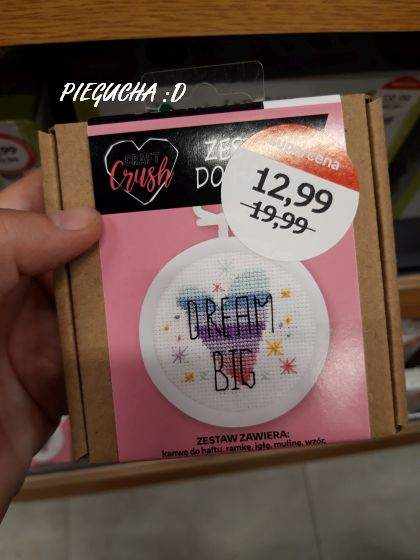 PIEGUCHA :D
CRAFT
Crush
ZES
DO
cena
12,99
19,99
DREAM
BIG
ZESTAW ZAWIERA:
kanwę do haftu, ramkę, igłę, mulinę, wzór.